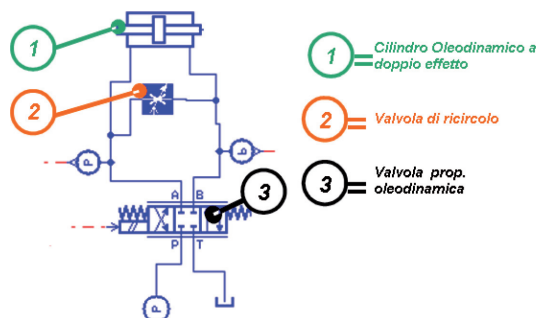 1
1
Cilindro Oleodinamico a
doppio effetto
2
2
Valvola di ricircolo
p
b
A B
3
3
Valvola prop.
oleodinamica
P T
P